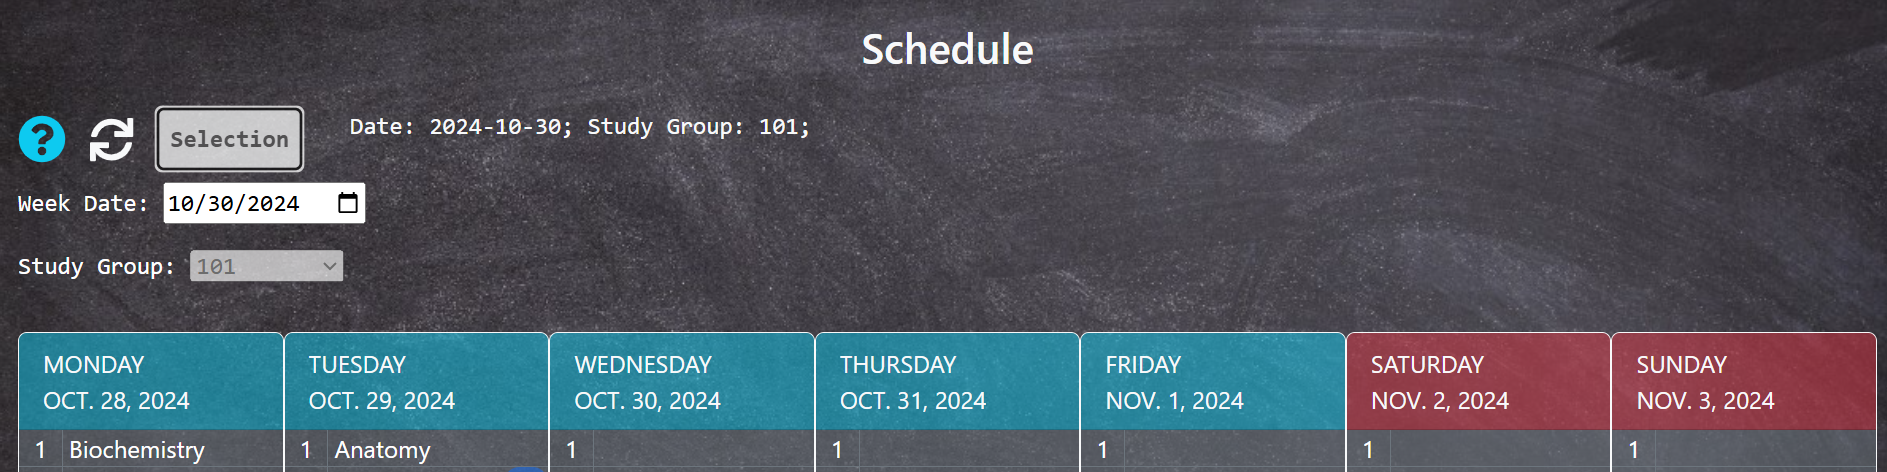 Schedule
?
Selection
Date: 2024-10-30; Study Group: 101;
Week Date: 10/30/2024
Study Group: 101
MONDAY
OCT. 28, 2024
TUESDAY
OCT. 29, 2024
WEDNESDAY
OCT. 30, 2024
THURSDAY
OCT. 31, 2024
FRIDAY
NOV. 1, 2024
SATURDAY
NOV. 2, 2024
SUNDAY
NOV. 3, 2024
1 Biochemistry
1 Anatomy
1
1
1
1
1